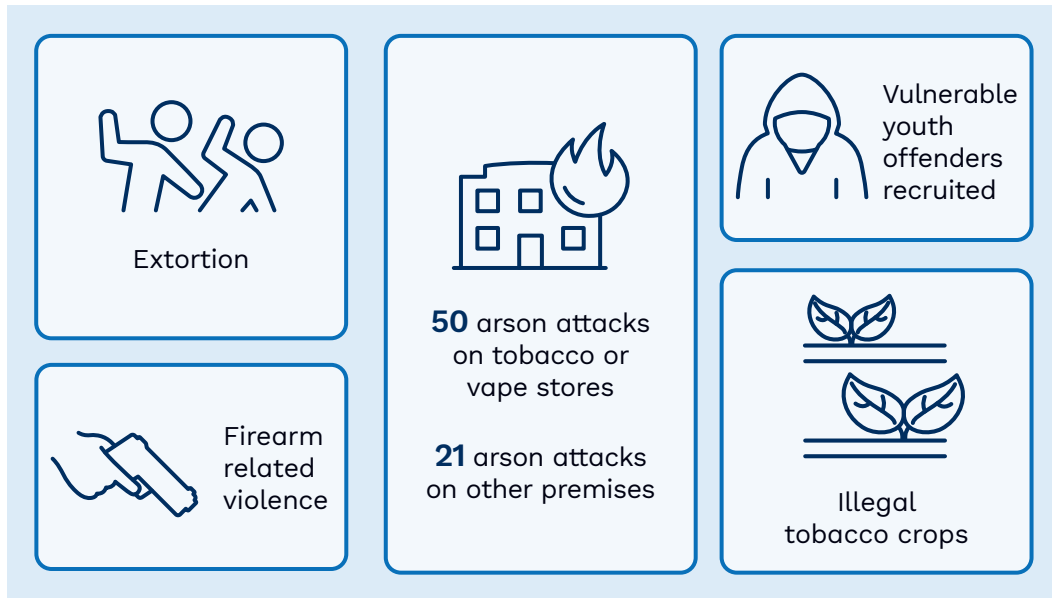 Extortion
Firearm
related
violence
50 arson attacks
on tobacco or
vape stores
21 arson attacks
on other premises
Vulnerable
youth
offenders
recruited
Illegal
tobacco crops